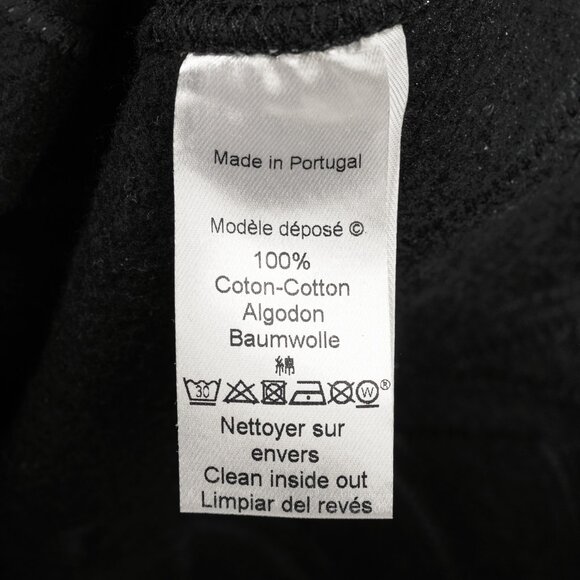 Made in Portugal
Modèle déposé ©
100%
Coton-Cotton
Algodon
Baumwolle
綿
30 W ®
Nettoyer sur
envers
Clean inside out
Limpiar del revés